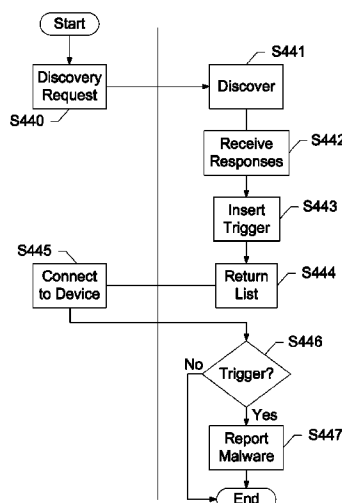 Start
Discovery
Request
S440
S441
Discover
S442
Receive
Responses
S443
Insert
Trigger
S445
Connect
to Device
Return
List
S444
S446
Trigger?
No
Yes
Report
Malware
S447
End